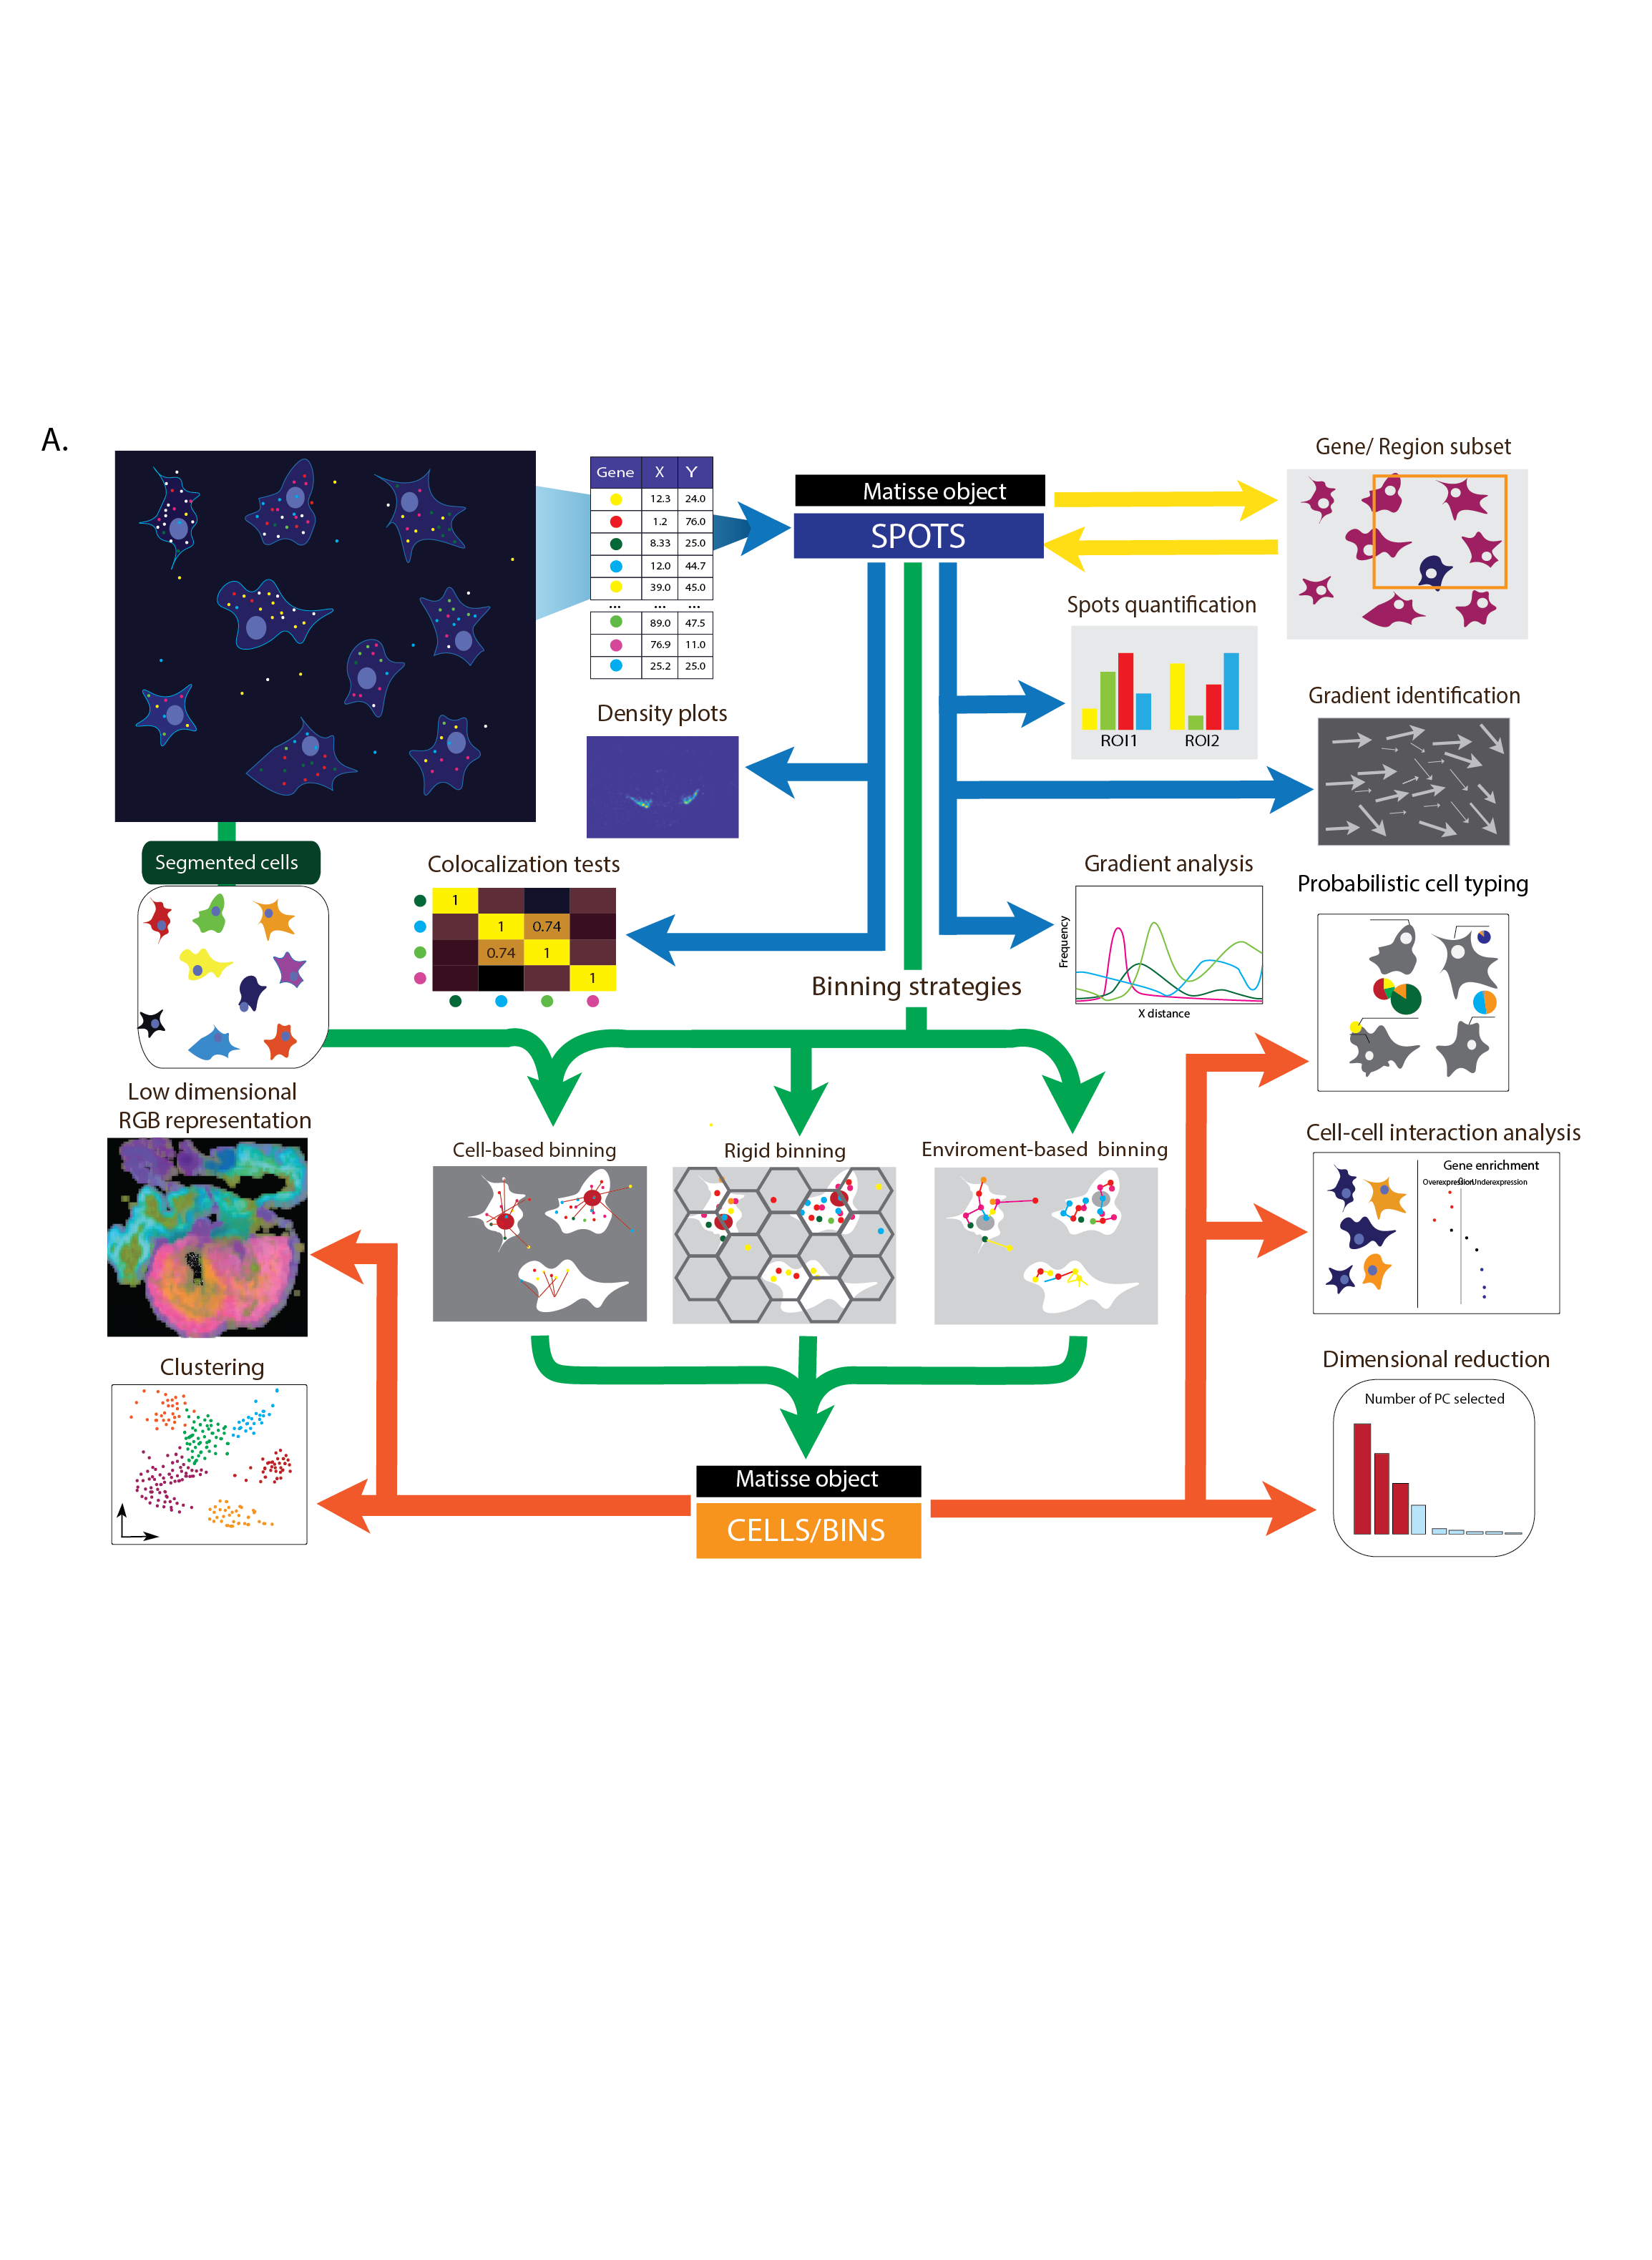 A.
Gene X Y
12.3 24.0
1.2 76.0
8.33 25.0
12.0 44.7
39.0 45.0
... ... ...
89.0 47.5
76.9 11.0
25.2 25.0
Matisse object
SPOTS
Gene/ Region subset
Spots quantification
ROI1 ROI2
Gradient identification
Density plots
Segmented cells
Colocalization tests
1
1 0.74
0.74 1
1
Gradient analysis
Frequency
X distance
Probabilistic cell typing
Binning strategies
Low dimensional
RGB representation
Cell-based binning
Rigid binning
Enviroment-based binning
Cell-cell interaction analysis
Gene enrichment
Overexpression
Underexpression
Clustering
Dimensional reduction
Number of PC selected
Matisse object
CELLS/BINS